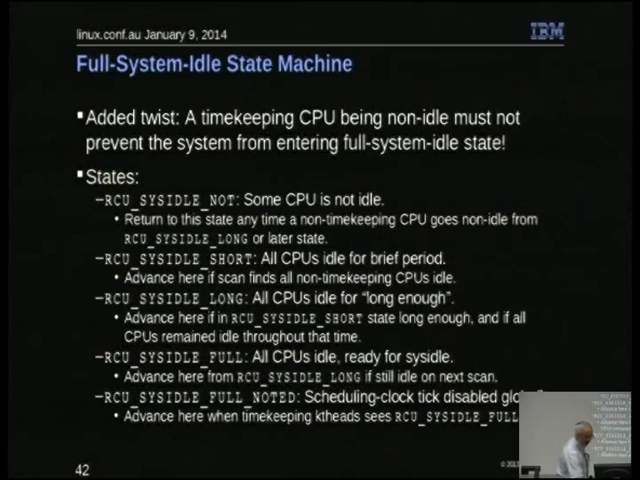 linux.conf.au January 9, 2014
IBM
Full-System-Idle State Machine
▪Added twist: A timekeeping CPU being non-idle must not
prevent the system from entering full-system-idle state!
▪States:
–RCU_SYSIDLE_NOT: Some CPU is not idle.
• Return to this state any time a non-timekeeping CPU goes non-idle from
RCU_SYSIDLE_LONG or later state.
–RCU_SYSIDLE_SHORT: All CPUs idle for brief period.
• Advance here if scan finds all non-timekeeping CPUs idle.
–RCU_SYSIDLE_LONG: All CPUs idle for "long enough".
• Advance here if in RCU_SYSIDLE_SHORT state long enough, and if all
CPUs remained idle throughout that time.
–RCU_SYSIDLE_FULL: All CPUs idle, ready for sysidle.
• Advance here from RCU_SYSIDLE_LONG if still idle on next scan.
–RCU_SYSIDLE_FULL_NOTED: Scheduling-clock tick disabled
• Advance here when timekeeping kthreads sees RCU_SYSIDLE_FULL
42